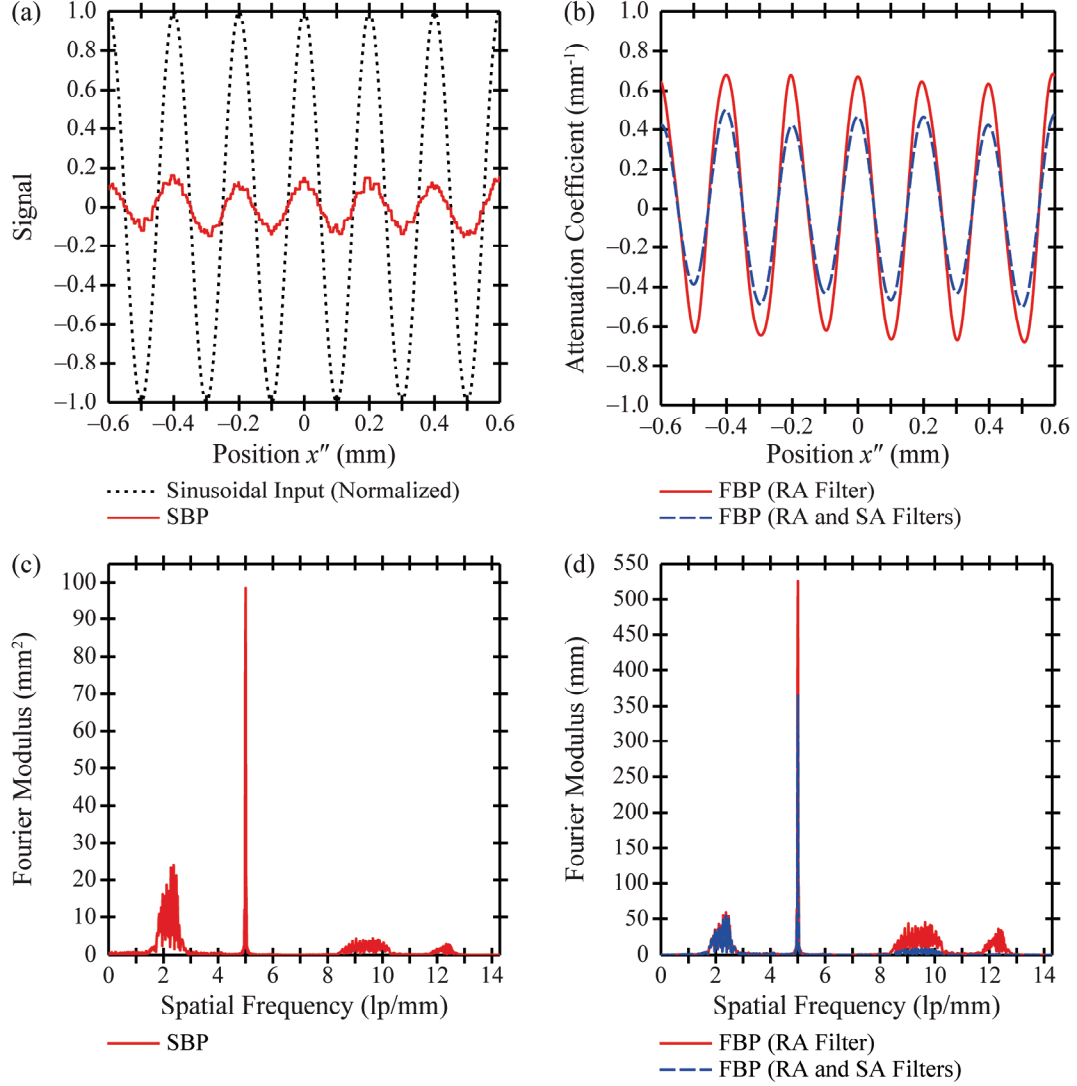 (a)
1.0
0.8
0.6
0.4
0.2
0
−0.2
−0.4
−0.6
−0.8
−1.0
Signal
−0.6 −0.4 −0.2 0 0.2 0.4 0.6
Position x″ (mm)
Sinusoidal Input (Normalized)
SBP
(b)
1.0
0.8
0.6
0.4
0.2
0
−0.2
−0.4
−0.6
−0.8
−1.0
Attenuation Coefficient (mm⁻¹)
−0.6 −0.4 −0.2 0 0.2 0.4 0.6
Position x″ (mm)
FBP (RA Filter)
FBP (RA and SA Filters)
(c)
100
90
80
70
60
50
40
30
20
10
0
Fourier Modulus (mm²)
0 2 4 6 8 10 12 14
Spatial Frequency (lp/mm)
SBP
(d)
550
500
450
400
350
300
250
200
150
100
50
0
Fourier Modulus (mm)
0 2 4 6 8 10 12 14
Spatial Frequency (lp/mm)
FBP (RA Filter)
FBP (RA and SA Filters)